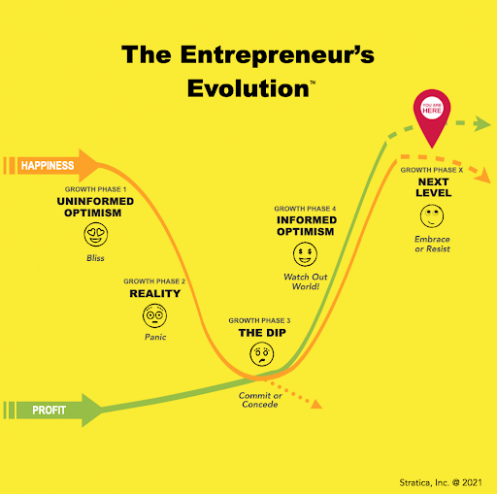 The Entrepreneur's
Evolution™
YOU ARE
HERE
HAPPINESS
GROWTH PHASE 1
UNINFORMED
OPTIMISM
Bliss
GROWTH PHASE 2
REALITY
Panic
GROWTH PHASE 3
THE DIP
Commit or
Concede
GROWTH PHASE 4
INFORMED
OPTIMISM
Watch Out
World!
GROWTH PHASE X
NEXT
LEVEL
Embrace
or Resist
PROFIT
Stratica, Inc. @ 2021